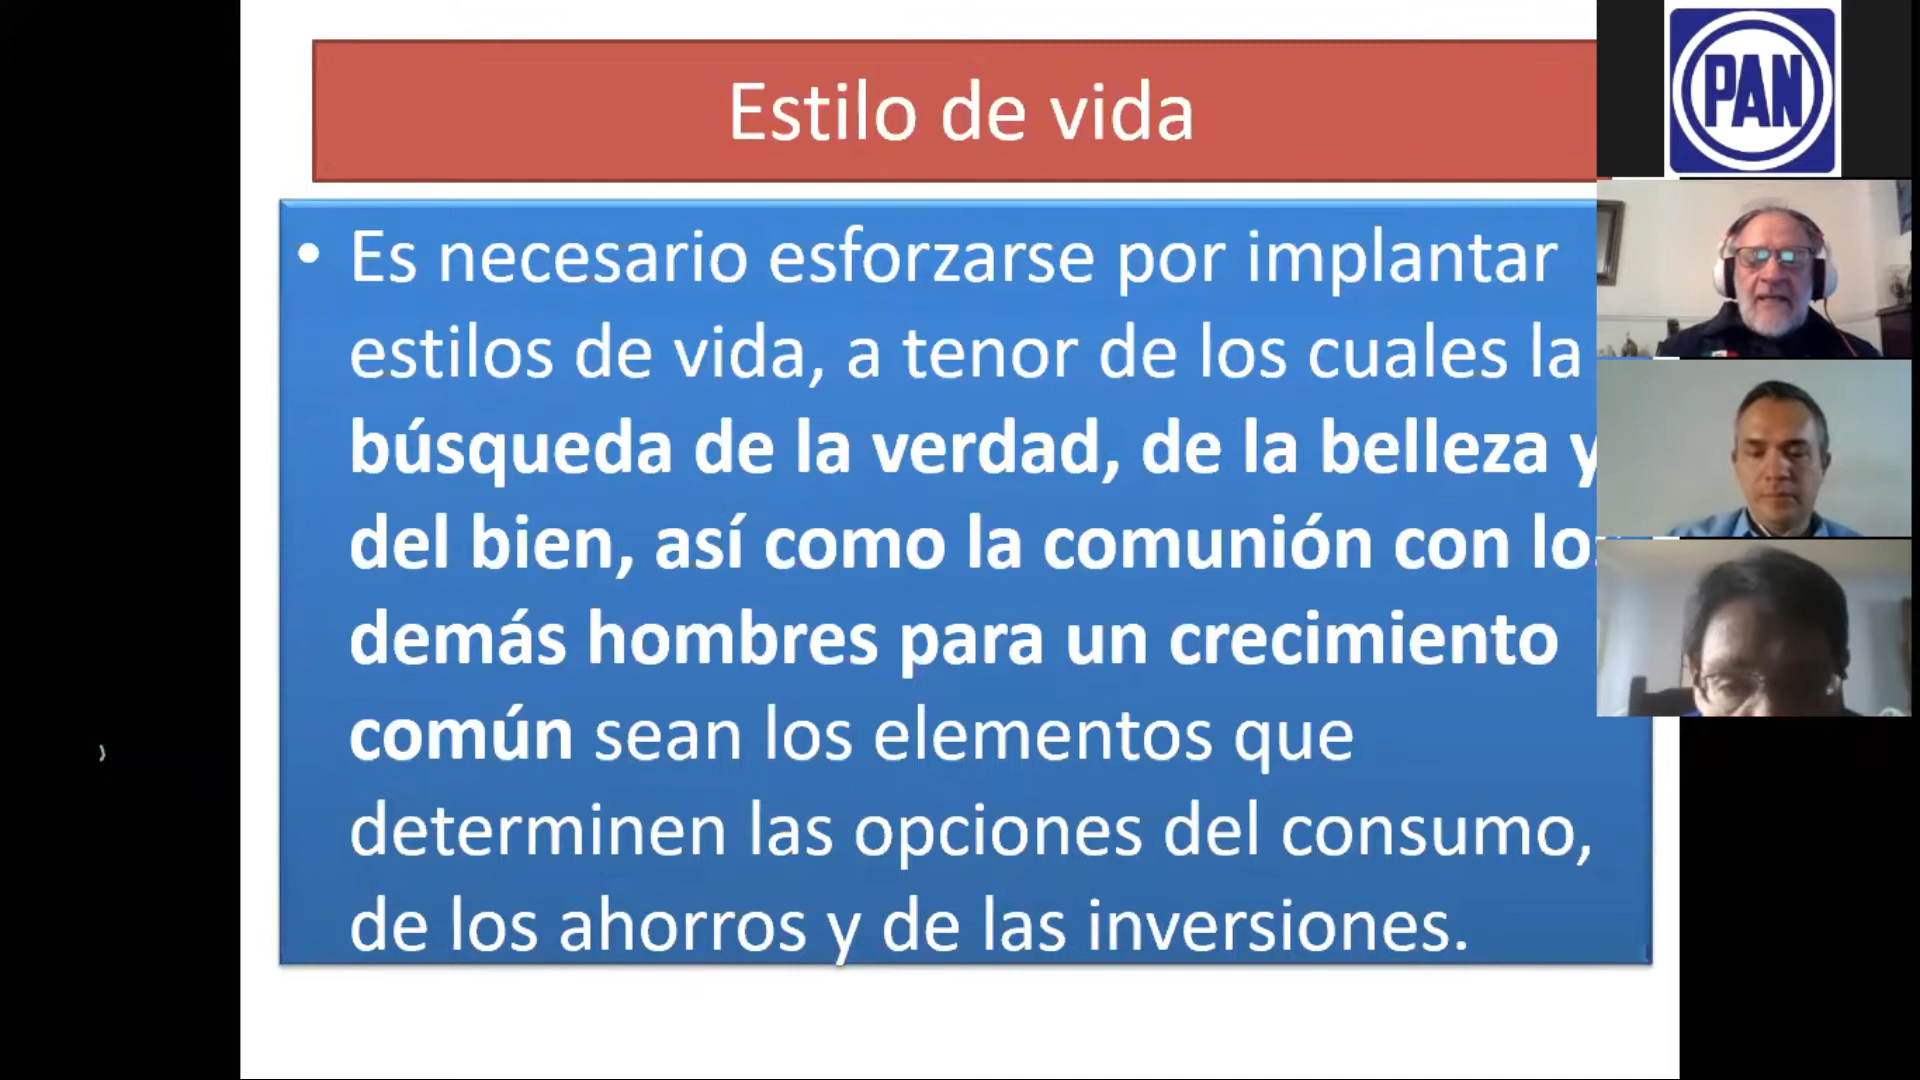 Estilo de vida
PAN
• Es necesario esforzarse por implantar
estilos de vida, a tenor de los cuales la
búsqueda de la verdad, de la belleza y
del bien, así como la comunión con los
demás hombres para un crecimiento
común sean los elementos que
determinen las opciones del consumo,
de los ahorros y de las inversiones.